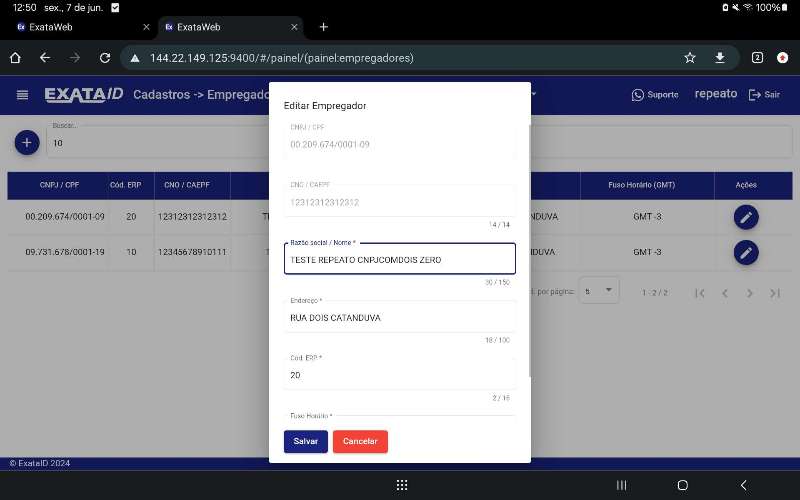 12:50 sex., 7 de jun.
100%
ExataWeb
ExataWeb
144.22.149.125:9400/#/painel/(painel:empregadores)
2
EXATAID Cadastros -> Empregado
Suporte repeato Sair
Editar Empregador
Buscar..
10
CNPJ / CPF Cód. ERP CNO / CAEPF Fuso Horário (GMT) Ações
00.209.674/0001-09 20 12312312312312 TE NDUVA GMT -3
09.731.678/0001-19 10 12345678910111 NDUVA GMT -3
. por página: 5 1 - 2 / 2
CNPJ / CPF
00.209.674/0001-09
CNO / CAEPF
12312312312312
14 / 14
Razão social / Nome *
TESTE REPEATO CNPJCOMDOIS ZERO
30 / 150
Endereço *
RUA DOIS CATANDUVA
18 / 100
Cód. ERP *
20
2 / 16
Fuso Horário *
Salvar Cancelar
© ExataID 2024